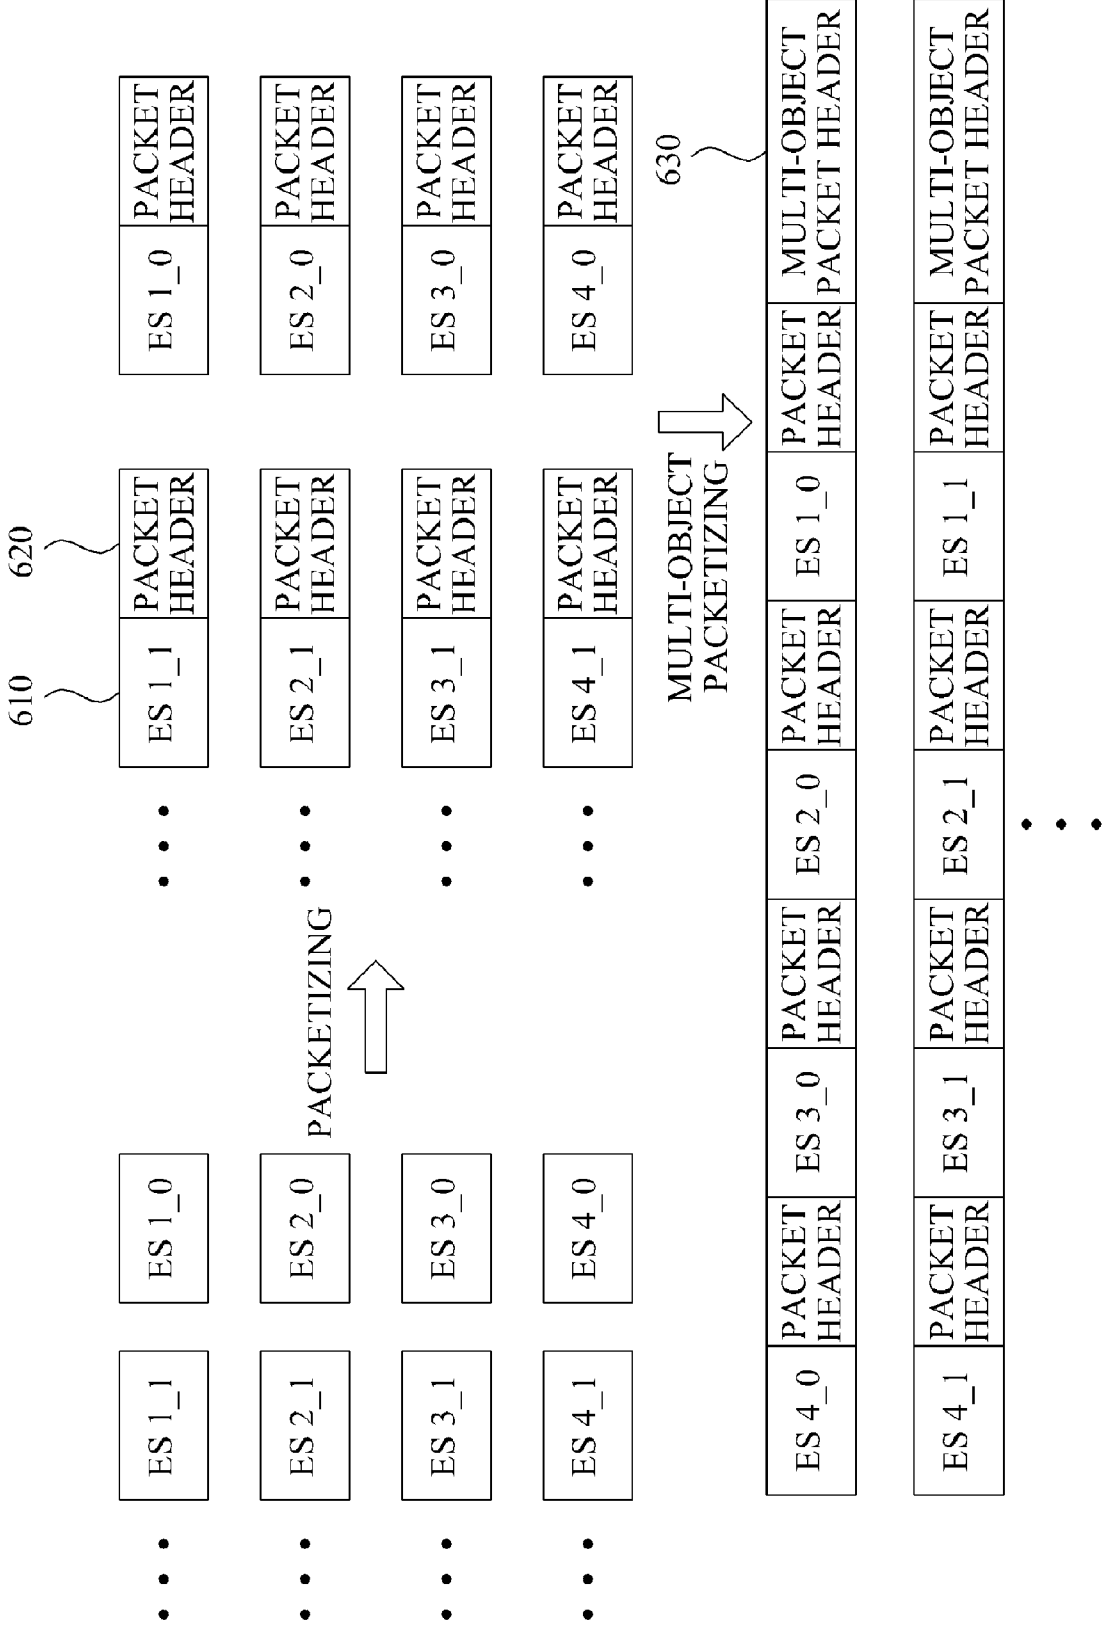 610
620
ES 1_1
ES 1_0
ES 1_1
PACKET
HEADER
ES 1_0
PACKET
HEADER
ES 2_1
ES 2_0
PACKETIZING
ES 2_1
PACKET
HEADER
ES 2_0
PACKET
HEADER
ES 3_1
ES 3_0
ES 3_1
PACKET
HEADER
ES 3_0
PACKET
HEADER
ES 4_1
ES 4_0
ES 4_1
PACKET
HEADER
ES 4_0
PACKET
HEADER
MULTI-OBJECT
PACKETIZING
630
ES 4_0
PACKET
HEADER
ES 3_0
PACKET
HEADER
ES 2_0
PACKET
HEADER
ES 1_0
PACKET
HEADER
MULTI-OBJECT
PACKET HEADER
ES 4_1
PACKET
HEADER
ES 3_1
PACKET
HEADER
ES 2_1
PACKET
HEADER
ES 1_1
PACKET
HEADER
MULTI-OBJECT
PACKET HEADER